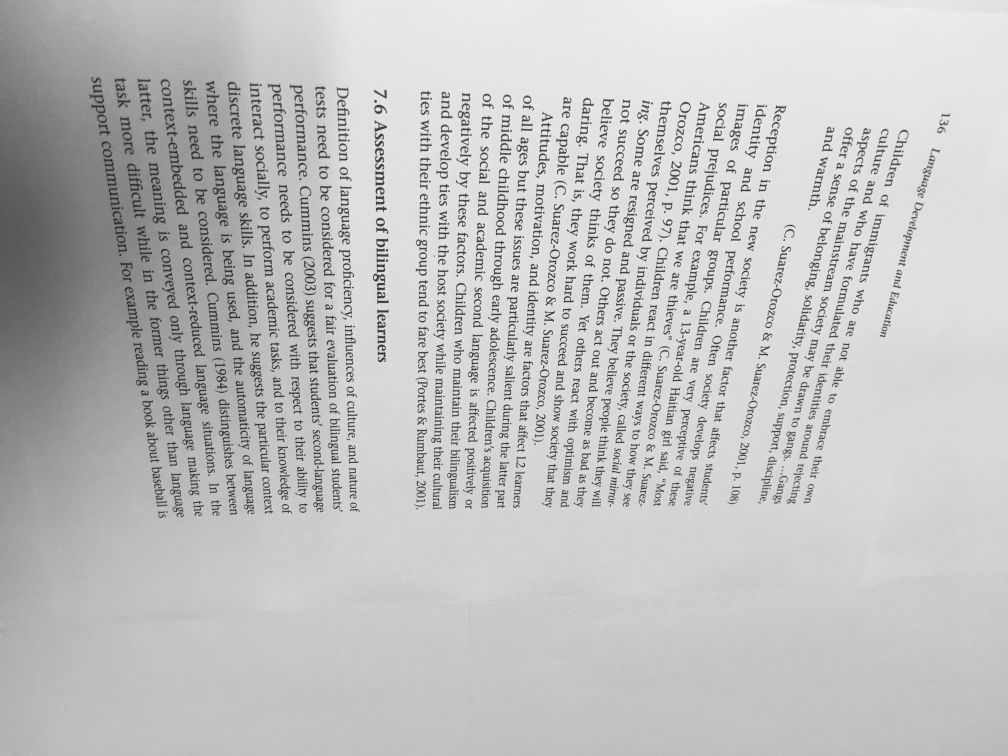 136 Language Development and Education
Children of immigrants who are not able to embrace their own
culture and who have formulated their identities around rejecting
aspects of the mainstream society may be drawn to gangs. …Gangs
offer a sense of belonging, solidarity, protection, support, discipline,
and warmth.
(C. Suarez-Orozco & M. Suarez-Orozco, 2001, p. 108)
Reception in the new society is another factor that affects students'
identity and school performance. Often society develops negative
images of particular groups. Children are very perceptive of these
social prejudices. For example, a 13-year-old Haitian girl said, "Most
Americans think that we are thieves" (C. Suarez-Orozco & M. Suarez-
Orozco, 2001, p. 97). Children react in different ways to how they see
themselves perceived by individuals or the society, called social mirror-
ing. Some are resigned and passive. They believe people think they will
not succeed so they do not. Others act out and become as bad as they
believe society thinks of them. Yet others react with optimism and
daring. That is, they work hard to succeed and show society that they
are capable (C. Suarez-Orozco & M. Suarez-Orozco, 2001).
Attitudes, motivation, and identity are factors that affect L2 learners
of all ages but these issues are particularly salient during the latter part
of middle childhood through early adolescence. Children's acquisition
of the social and academic second language is affected positively or
negatively by these factors. Children who maintain their bilingualism
and develop ties with the host society while maintaining their cultural
ties with their ethnic group tend to fare best (Portes & Rumbaut, 2001).
7.6 Assessment of bilingual learners
Definition of language proficiency, influences of culture, and nature of
tests need to be considered for a fair evaluation of bilingual students'
performance. Cummins (2003) suggests that students' second-language
performance needs to be considered with respect to their ability to
interact socially, to perform academic tasks, and to their knowledge of
discrete language skills. In addition, he suggests the particular context
where the language is being used, and the automaticity of language
skills need to be considered. Cummins (1984) distinguishes between
context-embedded and context-reduced language situations. In the
latter, the meaning is conveyed only through language making the
task more difficult while in the former things other than language
support communication. For example reading a book about baseball is